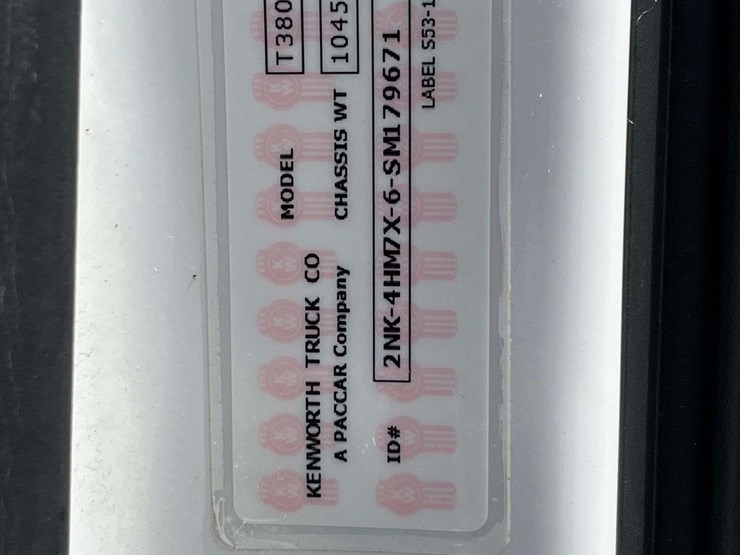 KENWORTH TRUCK CO MODEL T380
A PACCAR Company CHASSIS WT 1045
ID# 2NK-4HM7X-6-SM179671
LABEL S53-1